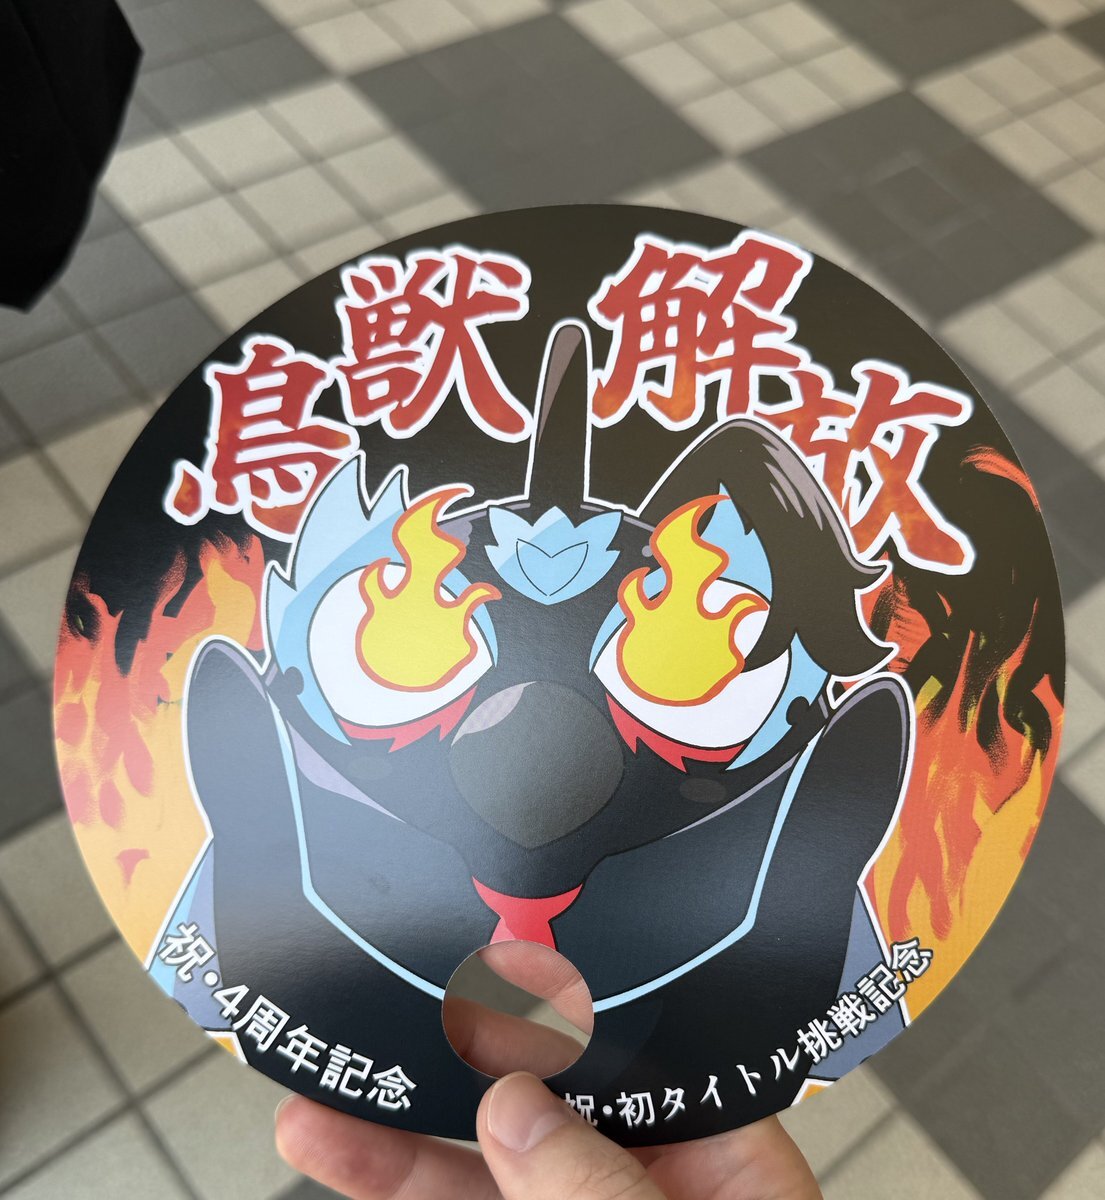 鳥獣 解放
祝・4周年記念
祝・初タイトル挑戦記念